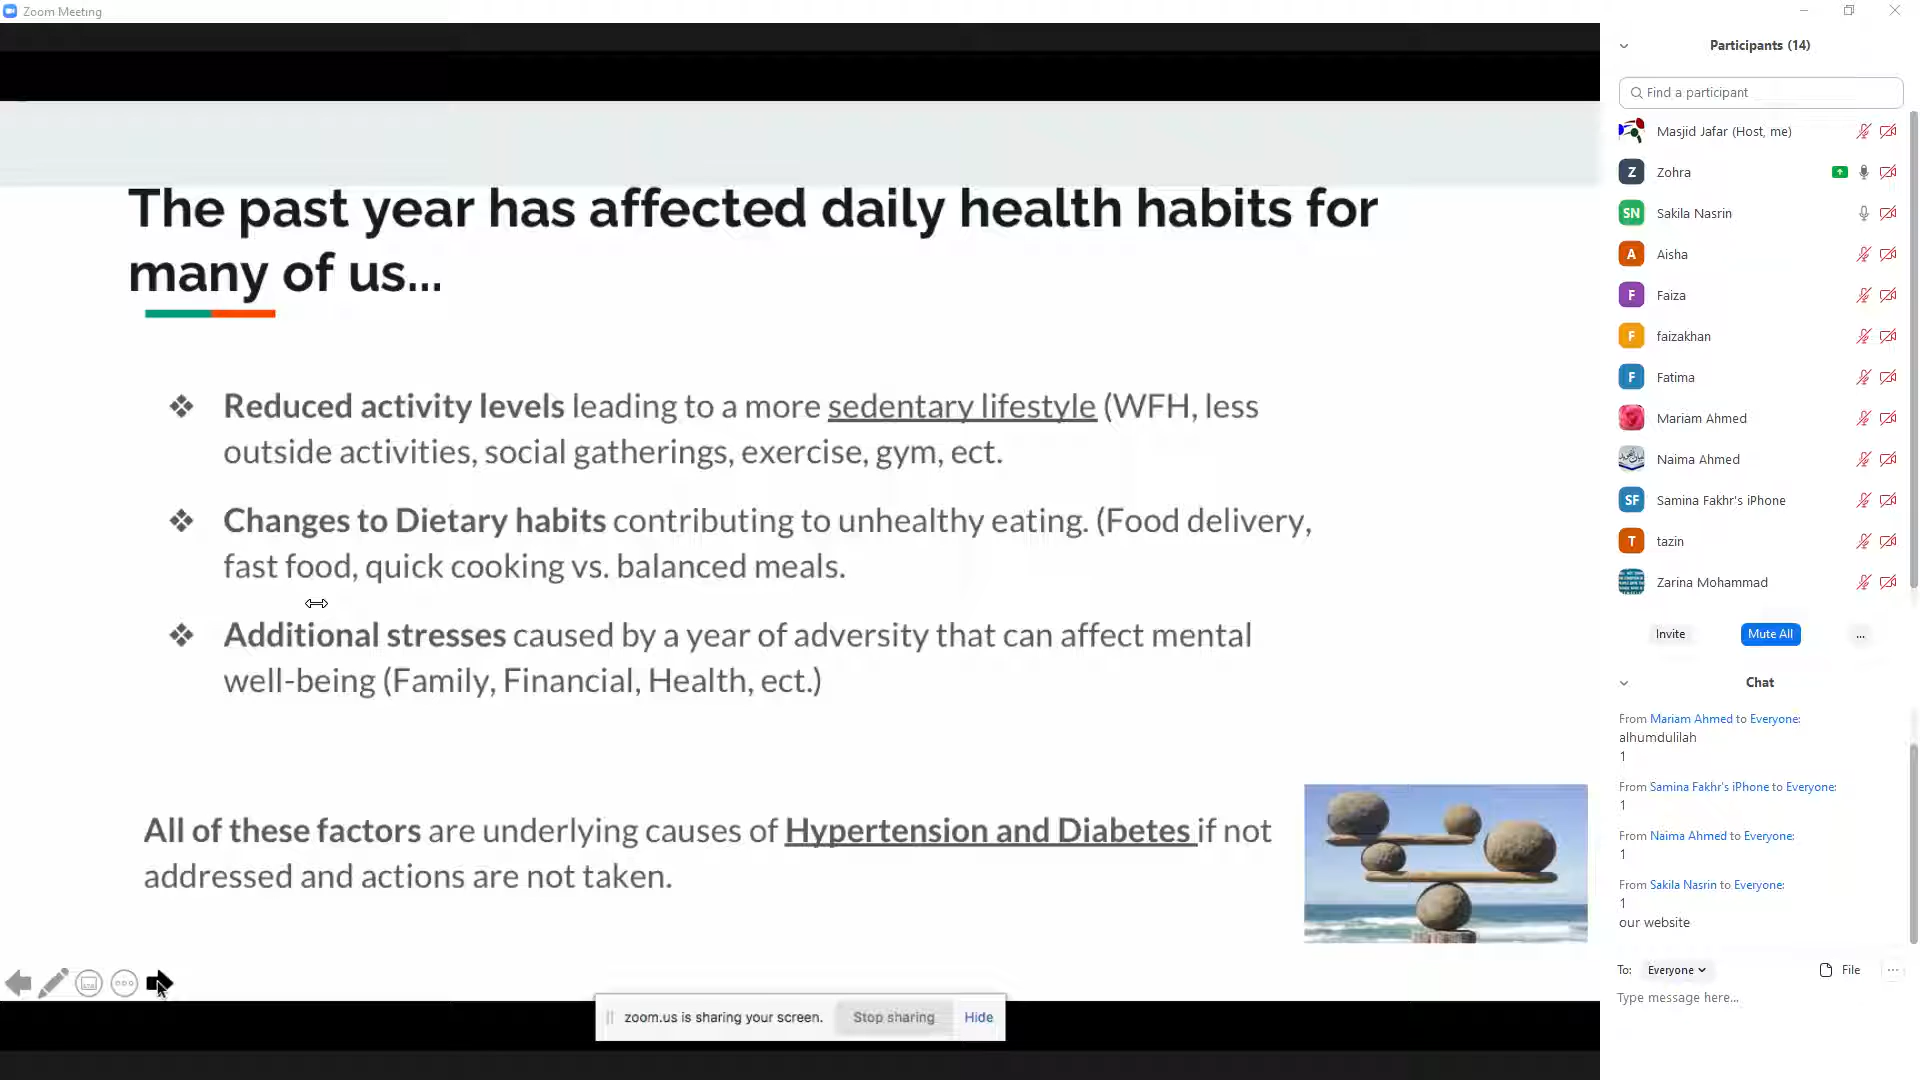 Zoom Meeting
The past year has affected daily health habits for
many of us...
❖ Reduced activity levels leading to a more sedentary lifestyle (WFH, less
outside activities, social gatherings, exercise, gym, ect.
❖ Changes to Dietary habits contributing to unhealthy eating. (Food delivery,
fast food, quick cooking vs. balanced meals.
❖ Additional stresses caused by a year of adversity that can affect mental
well-being (Family, Financial, Health, ect.)
All of these factors are underlying causes of Hypertension and Diabetes if not
addressed and actions are not taken.
zoom.us is sharing your screen. Stop sharing Hide
Participants (14)
Find a participant
Masjid Jafar (Host, me)
Z Zohra
SN Sakila Nasrin
A Aisha
F Faiza
F faizakhan
F Fatima
Mariam Ahmed
Naima Ahmed
SF Samina Fakhr's iPhone
T tazin
Zarina Mohammad
Invite Mute All ...
Chat
From Mariam Ahmed to Everyone:
alhumdulilah
1
From Samina Fakhr's iPhone to Everyone:
1
From Naima Ahmed to Everyone:
1
From Sakila Nasrin to Everyone:
1
our website
To: Everyone File ...
Type message here...